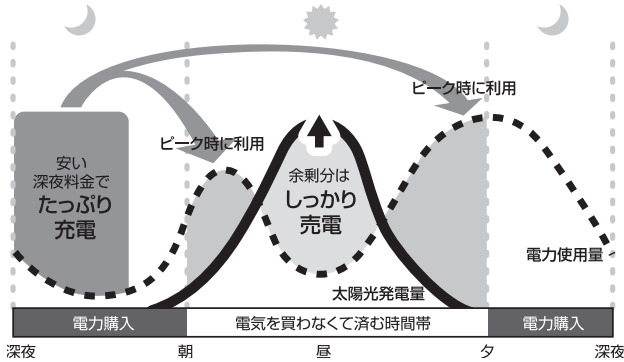 ピーク時に利用
ピーク時に利用
安い
深夜料金で
たっぷり
充電
余剰分は
しっかり
売電
電力使用量
太陽光発電量
電力購入
電気を買わなくて済む時間帯
電力購入
深夜
朝
昼
夕
深夜